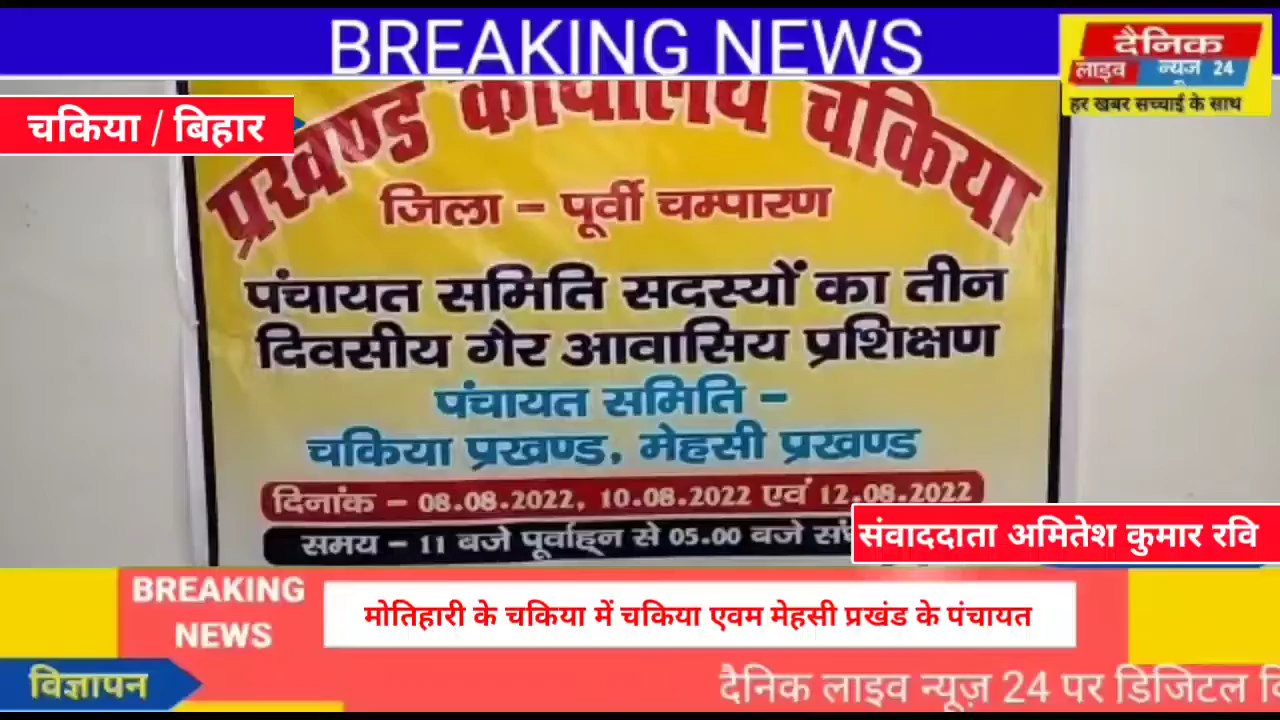 BREAKING NEWS
दैनिक
लाइव न्यूज 24
हर खबर सच्चाई के साथ
चकिया / बिहार
प्रखण्ड कार्यालय चकिया
जिला – पूर्वी चम्पारण
पंचायत समिति सदस्यों का तीन
दिवसीय गैर आवासिय प्रशिक्षण
पंचायत समिति –
चकिया प्रखण्ड, मेहसी प्रखण्ड
दिनांक – 08.08.2022, 10.08.2022 एवं 12.08.2022
समय – 11 बजे पूर्वाह्न से 05.00 वजे
संवाददाता अमितेश कुमार रवि
BREAKING
NEWS
मोतिहारी के चकिया में चकिया एवम मेहसी प्रखंड के पंचायत
विज्ञापन
दैनिक लाइव न्यूज़ 24 पर डिजिटल